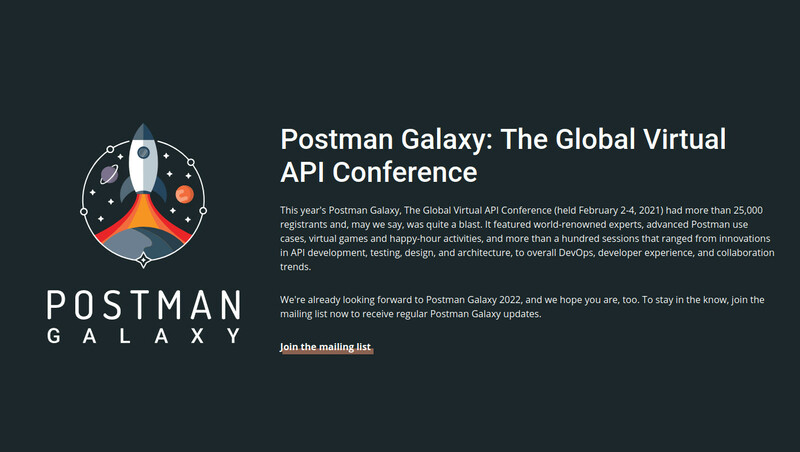 POSTMAN
GALAXY
Postman Galaxy: The Global Virtual
API Conference
This year's Postman Galaxy, The Global Virtual API Conference (held February 2-4, 2021) had more than 25,000
registrants and, may we say, was quite a blast. It featured world-renowned experts, advanced Postman use
cases, virtual games and happy-hour activities, and more than a hundred sessions that ranged from innovations
in API development, testing, design, and architecture, to overall DevOps, developer experience, and collaboration
trends.
We're already looking forward to Postman Galaxy 2022, and we hope you are, too. To stay in the know, join the
mailing list now to receive regular Postman Galaxy updates.
Join the mailing list